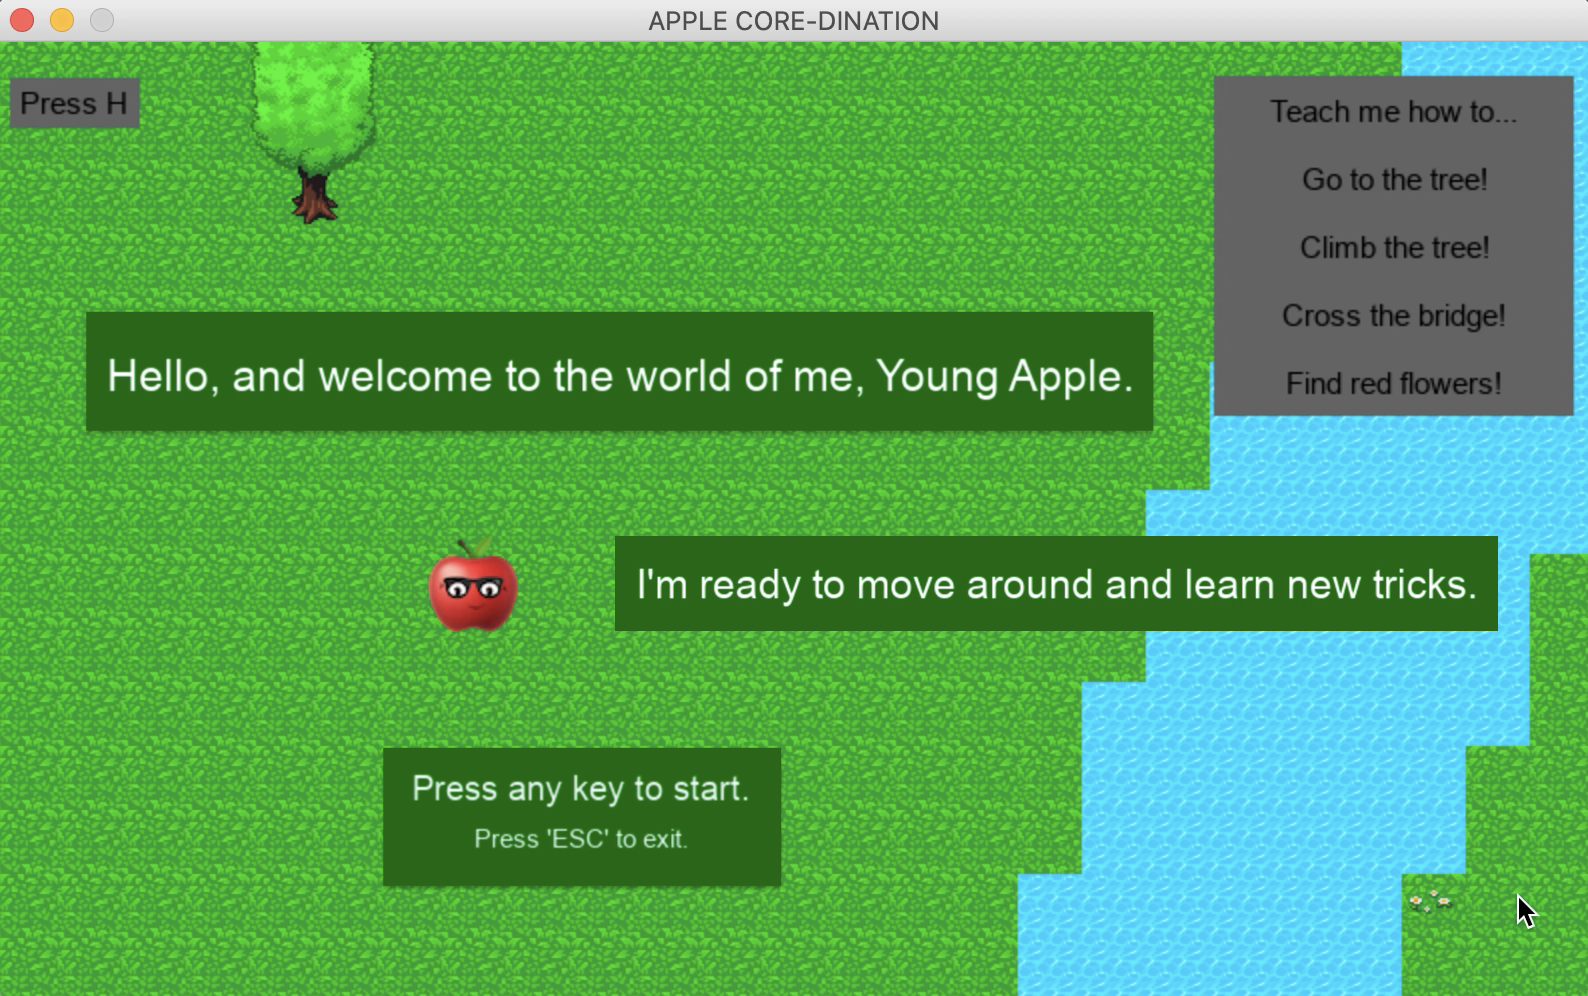 APPLE CORE-DINATION
Press H
Teach me how to...
Go to the tree!
Climb the tree!
Cross the bridge!
Find red flowers!
Hello, and welcome to the world of me, Young Apple.
I'm ready to move around and learn new tricks.
Press any key to start.
Press 'ESC' to exit.